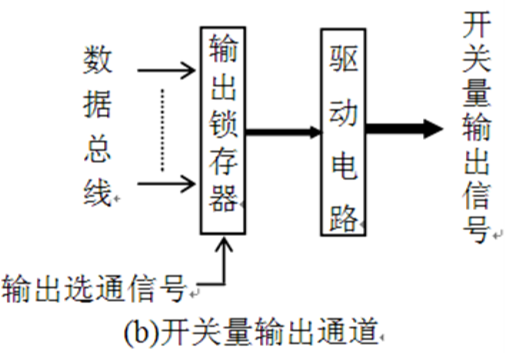 数据总线
输出锁存器
驱动电路
开关量输出信号
输出选通信号
(b)开关量输出通道